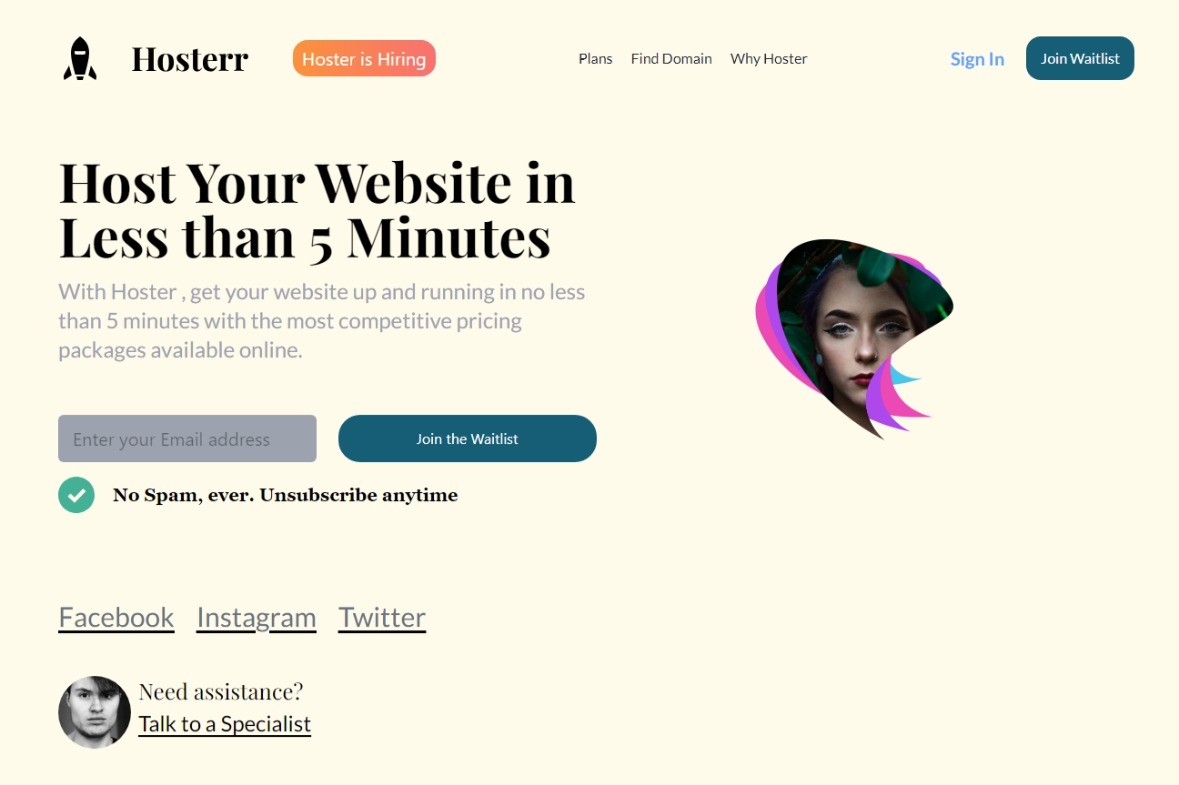 Hosterr
Hoster is Hiring
Plans
Find Domain
Why Hoster
Sign In
Join Waitlist
Host Your Website in
Less than 5 Minutes
With Hoster , get your website up and running in no less
than 5 minutes with the most competitive pricing
packages available online.
Enter your Email address
Join the Waitlist
No Spam, ever. Unsubscribe anytime
Facebook
Instagram
Twitter
Need assistance?
Talk to a Specialist